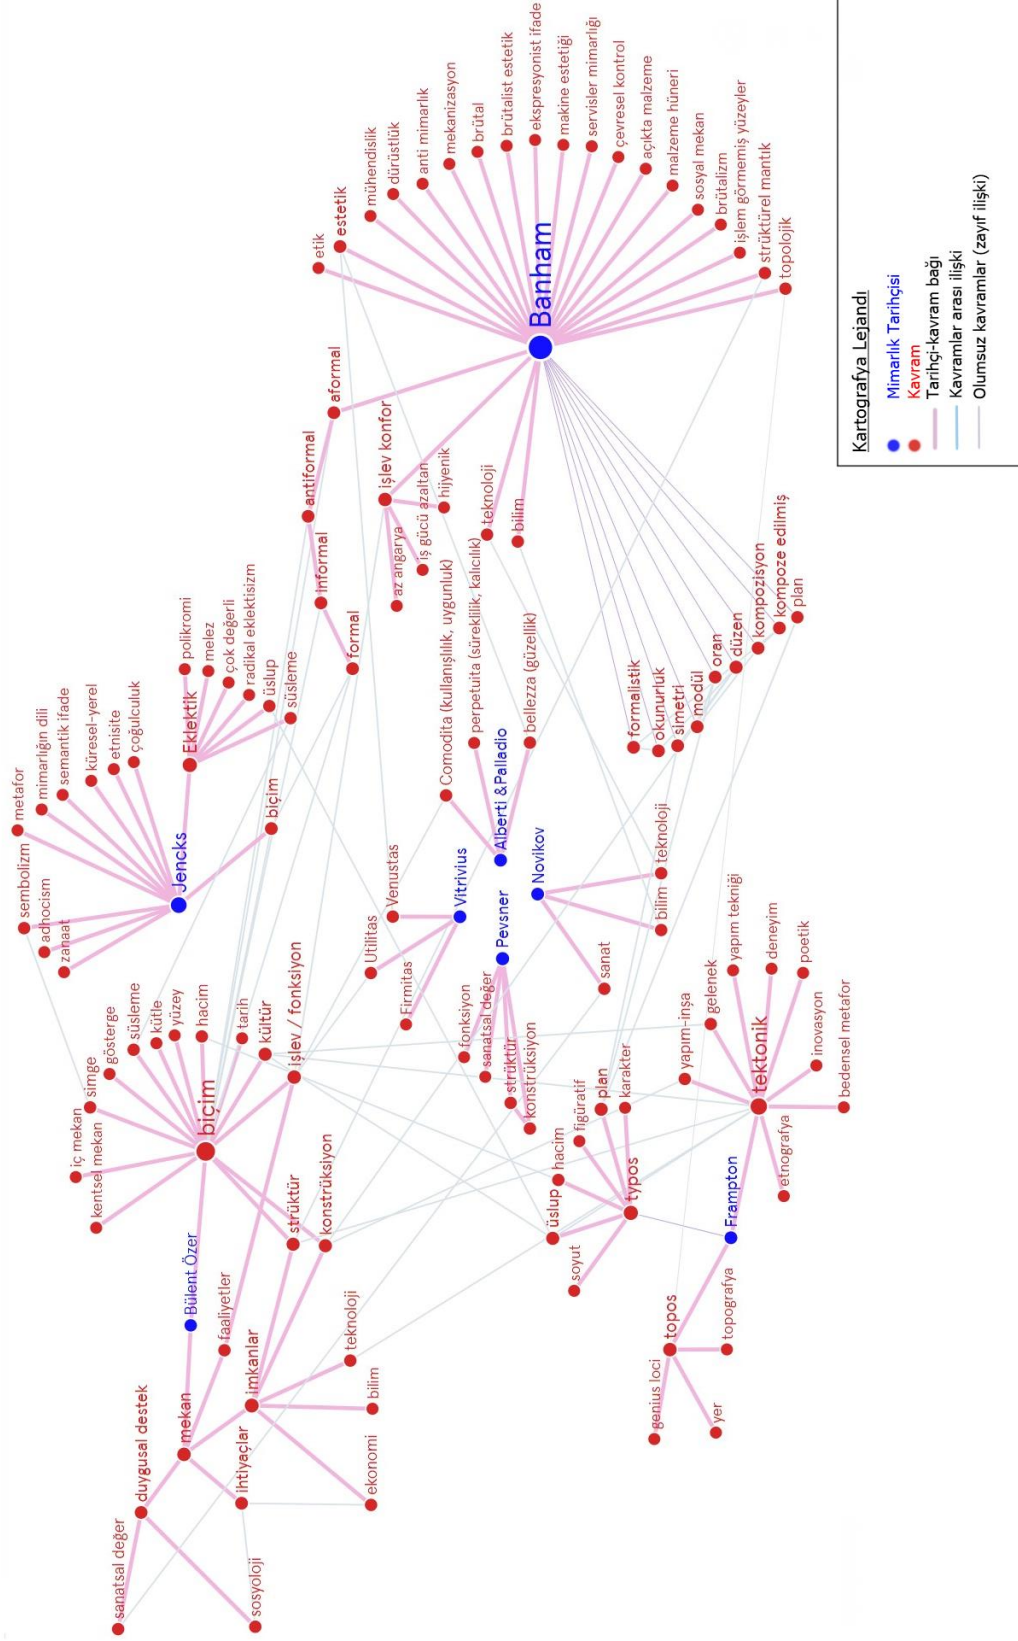 metafor
mimarlığın dili
semantik ifade
küresel-yerel
etnisite
çoğulculuk
sembolizm
adhocism
zanaat
Jencks
Eklektik
polikromi
melez
çok değerli
radikal eklektisizm
üslup
süsleme
biçim
etik
estetik
mühendislik
dürüstlük
anti mimarlık
mekanizasyon
brütal
brütalist estetik
ekspresyonist ifade
makine estetiği
servisler mimarlığı
çevresel kontrol
açıkta malzeme
malzeme hüneri
sosyal mekan
brütalizm
işlem görmemiş yüzeyler
strüktürel mantık
topolojik
Banham
aformal
antiformal
informal
formal
işlev konfor
az angarya
iş gücü azaltan
hijyenik
teknoloji
bilim
formalistik
okunurluk
simetri
modül
oran
düzen
kompozisyon
kompoze edilmiş
plan
Comodita (kullanışlılık, uygunluk)
perpetuita (süreklilik, kalıcılık)
bellezza (güzellik)
Alberti &Palladio
Vitrivius
Venustas
Utilitas
Firmitas
Pevsner
fonksiyon
sanatsal değer
strüktür
konstrüksiyon
Novikov
sanat
bilim
teknoloji
iç mekan
kentsel mekan
simge
gösterge
süsleme
kütle
yüzey
hacim
tarih
kültür
işlev / fonksiyon
biçim
strüktür
konstrüksiyon
Bülent Özer
faaliyetler
mekan
imkanlar
teknoloji
bilim
ekonomi
ihtiyaçlar
duygusal destek
sanatsal değer
sosyoloji
typos
üslup
hacim
figüratif
plan
karakter
soyut
Frampton
tektonik
yapım-inşa
gelenek
yapım tekniği
deneyim
poetik
inovasyon
bedensel metafor
etnografya
topos
genius loci
yer
topografya
Kartografya Lejandı
Mimarlık Tarihçisi
Kavram
Tarihçi-kavram bağı
Kavramlar arası ilişki
Olumsuz kavramlar (zayıf ilişki)